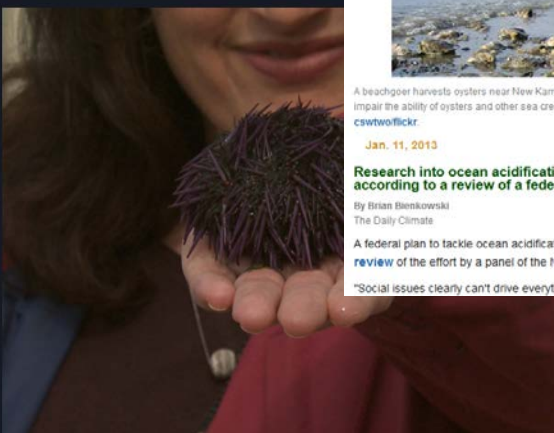 A beachgoer harvests oysters near New Kam
impair the ability of oysters and other sea cre
cswtwo/flickr.
Jan. 11, 2013
Research into ocean acidificati
according to a review of a fede
By Brian Bienkowski
The Daily Climate
A federal plan to tackle ocean acidificat
review of the effort by a panel of the N
"Social issues clearly can't drive everyt